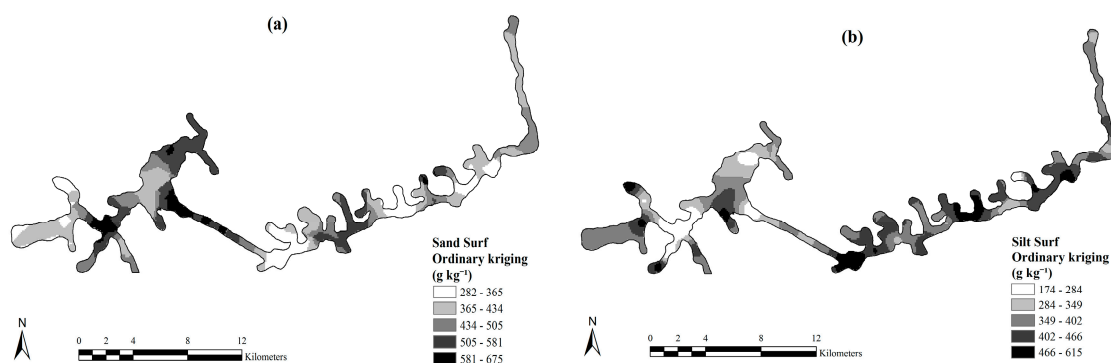 (a)
Sand Surf
Ordinary kriging
(g kg⁻¹)
282 - 365
365 - 434
434 - 505
505 - 581
581 - 675
N
0 2 4 8 12
Kilometers
(b)
Silt Surf
Ordinary kriging
(g kg⁻¹)
174 - 284
284 - 349
349 - 402
402 - 466
466 - 615
N
0 2 4 8 12
Kilometers